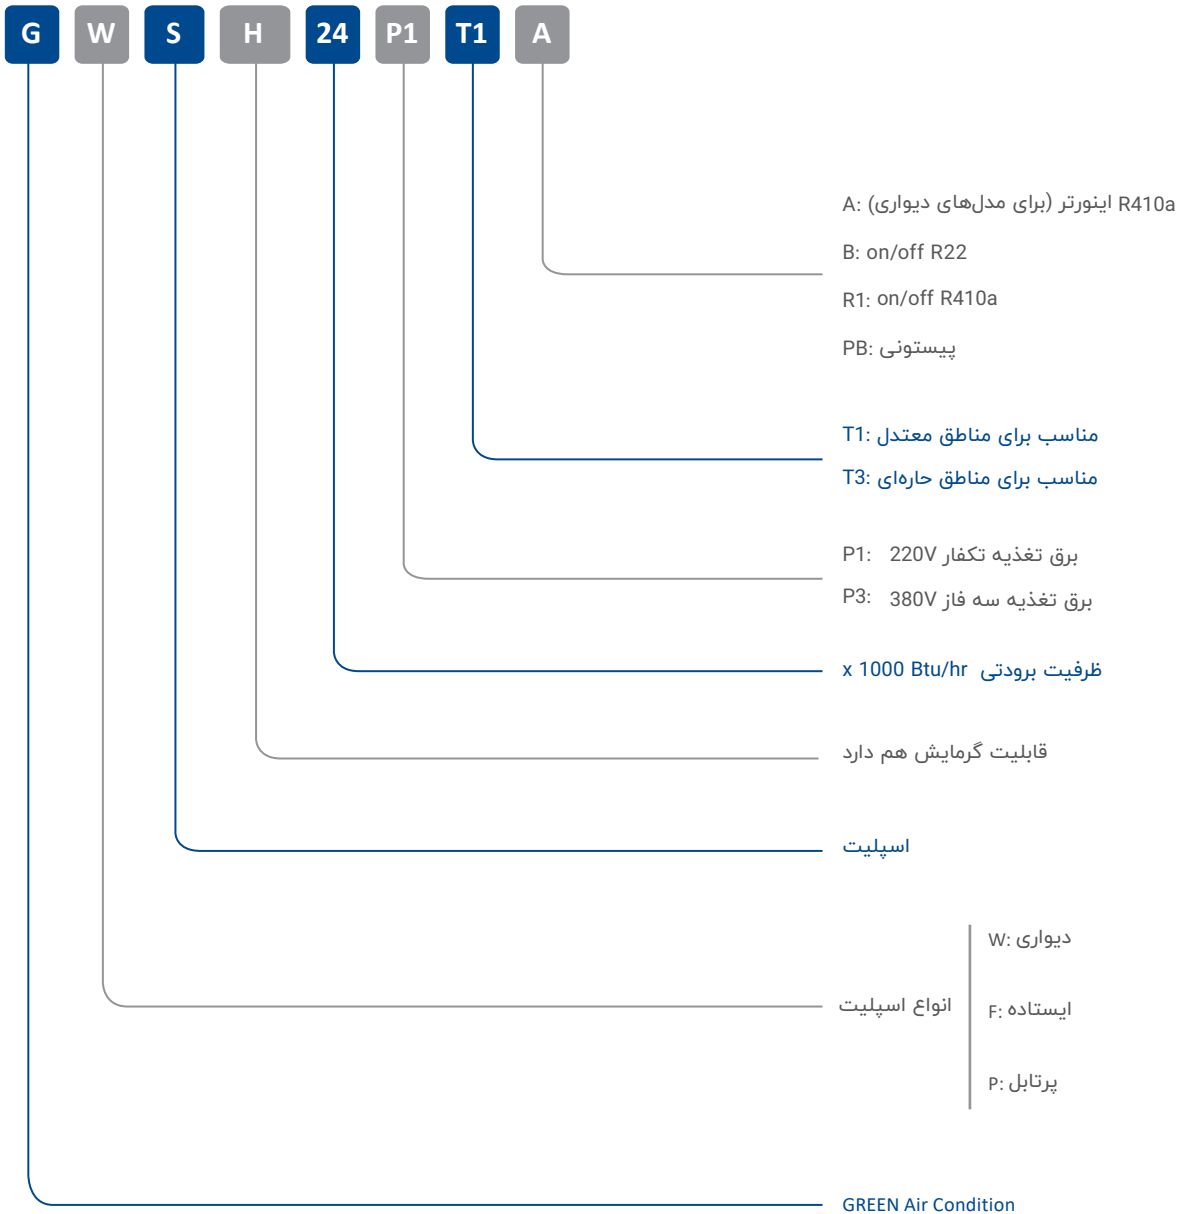 G W S H 24 P1 T1 A
A: اینورتر (برای مدل‌های دیواری) R410a
B: on/off R22
R1: on/off R410a
PB: پیستونی
T1: مناسب برای مناطق معتدل
T3: مناسب برای مناطق حاره‌ای
P1: برق تغذیه تکفار 220V
P3: برق تغذیه سه فاز 380V
ظرفیت برودتی x 1000 Btu/hr
قابلیت گرمایش هم دارد
اسپلیت
W: دیواری
انواع اسپلیت
F: ایستاده
P: پرتابل
GREEN Air Condition